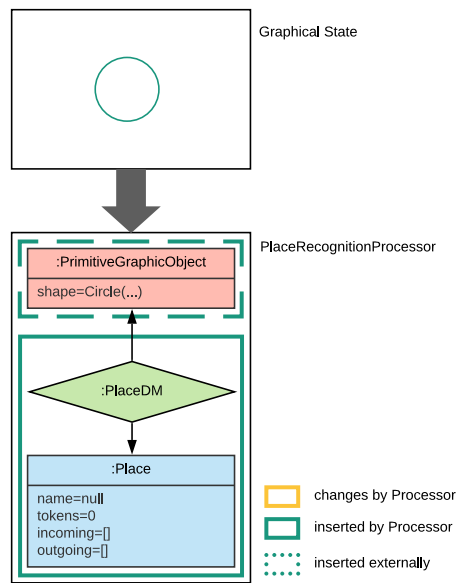 Graphical State
PlaceRecognitionProcessor
:PrimitiveGraphicObject
shape=Circle(...)
:PlaceDM
:Place
name=null
tokens=0
incoming=[]
outgoing=[]
changes by Processor
inserted by Processor
inserted externally